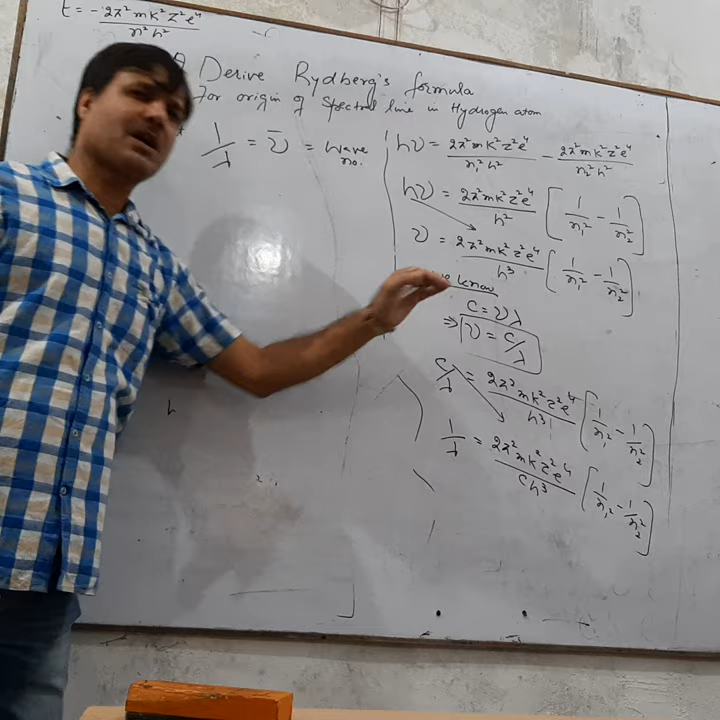 t = - 2π²mk²z²e⁴ / n²h²
Derive Rydberg's formula
For origin of Spectral line in Hydrogen atom
1/λ = ν̄ = wave no.
hν = 2π²mk²z²e⁴ / n₁²h² - 2π²mk²z²e⁴ / n₂²h²
hν = 2π²mk²z²e⁴ / h² [ 1/n₁² - 1/n₂² ]
ν = 2π²mk²z²e⁴ / h³ [ 1/n₁² - 1/n₂² ]
know
c = νλ
⇒ ν = c/λ
c/λ = 2π²mk²z²e⁴ / h³ [ 1/n₁² - 1/n₂² ]
1/λ = 2π²mk²z²e⁴ / ch³ [ 1/n₁² - 1/n₂² ]